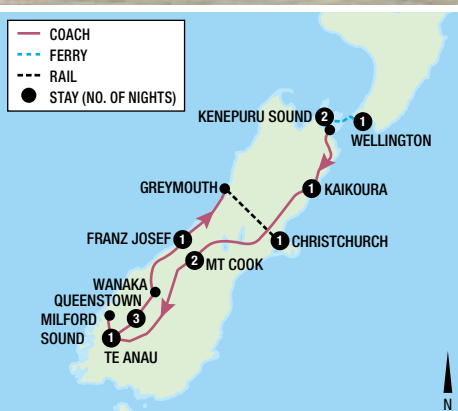 COACH
FERRY
RAIL
STAY (NO. OF NIGHTS)
KENEPURU SOUND
2
1
WELLINGTON
GREYMOUTH
1
KAIKOURA
FRANZ JOSEF
1
1
CHRISTCHURCH
2
MT COOK
WANAKA
QUEENSTOWN
3
MILFORD
SOUND
1
TE ANAU
N